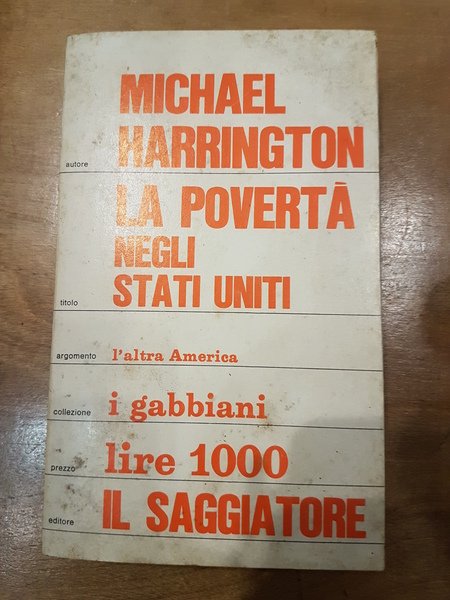 MICHAEL
autore HARRINGTON
LA POVERTÀ
NEGLI
titolo STATI UNITI
argomento l'altra America
collezione i gabbiani
prezzo lire 1000
editore IL SAGGIATORE